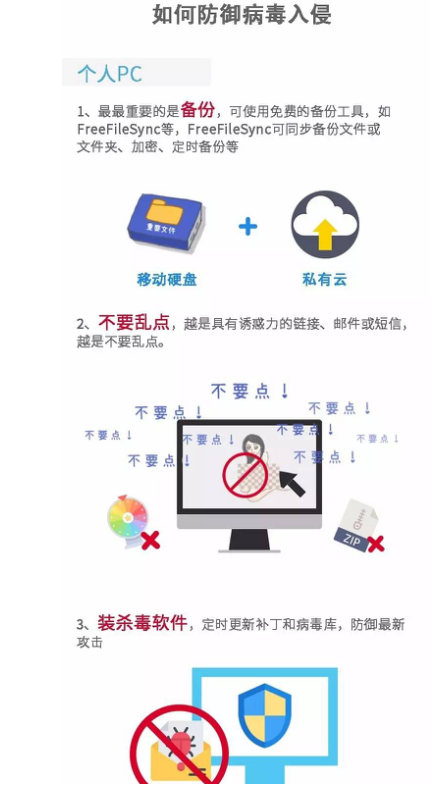 如何防御病毒入侵
个人PC
1、最最重要的是备份，可使用免费的备份工具，如
FreeFileSync等，FreeFileSync可同步备份文件或
文件夹、加密、定时备份等
重要文件
移动硬盘
私有云
2、不要乱点，越是具有诱惑力的链接、邮件或短信，
越是不要乱点。
不要点！
不要点！
不要点！
不要点！
不要点！
不要点！
不要点！
不要点！
不要点！
ZIP
3、装杀毒软件，定时更新补丁和病毒库，防御最新
攻击